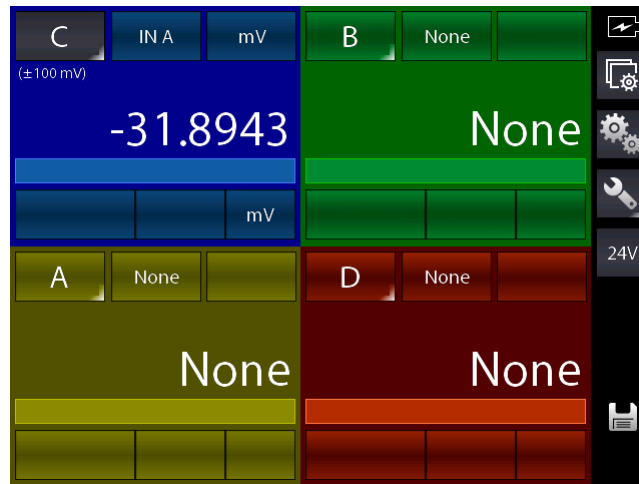 C IN A mV B None
(±100 mV)
-31.8943 None
mV
24V
A None D None
None None